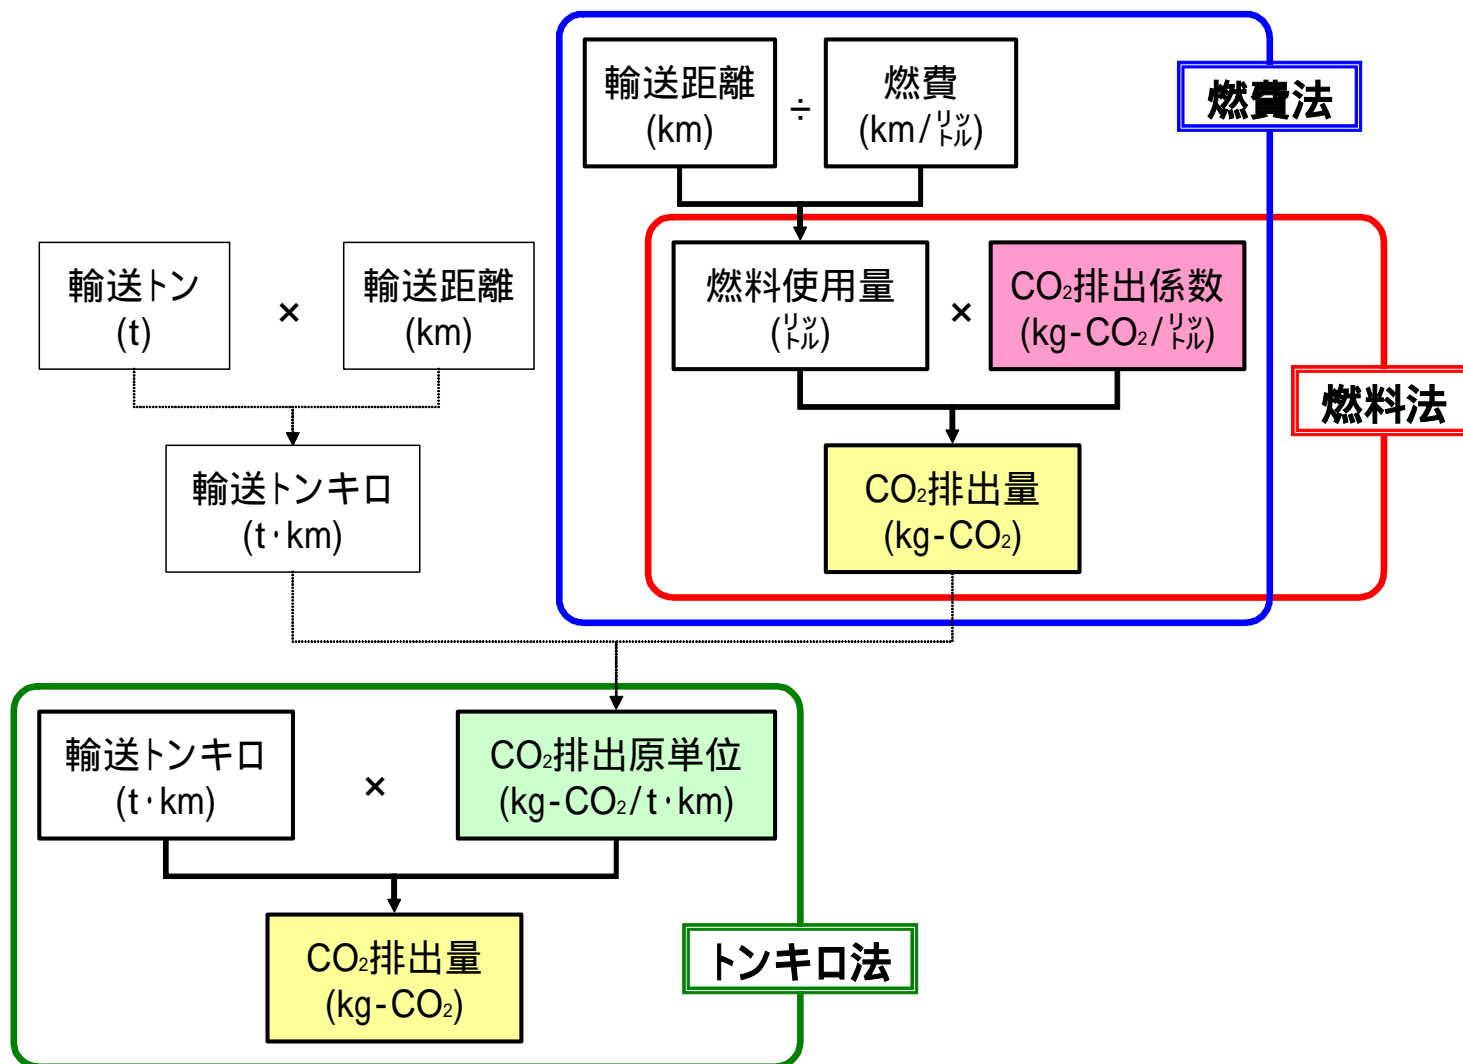 輸送距離
(km)
÷
燃費
(km/リットル)
燃費法
輸送トン
(t)
×
輸送距離
(km)
燃料使用量
(リットル)
×
CO₂排出係数
(kg-CO₂/リットル)
燃料法
輸送トンキロ
(t・km)
CO₂排出量
(kg-CO₂)
輸送トンキロ
(t・km)
×
CO₂排出原単位
(kg-CO₂/t・km)
CO₂排出量
(kg-CO₂)
トンキロ法